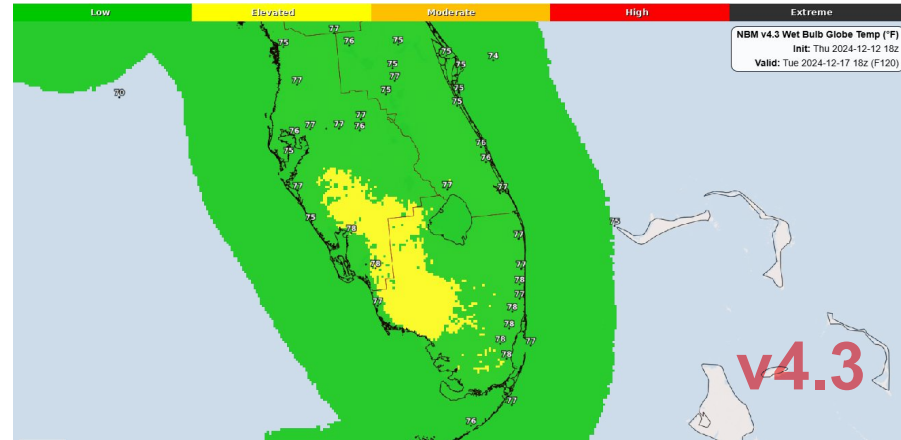 Low Elevated Moderate High Extreme
NBM v4.3 Wet Bulb Globe Temp (°F)
Init: Thu 2024-12-12 18z
Valid: Tue 2024-12-17 18z (F120)
77
75 76 75
75 74
75 75
77 77
75 75
70 75
77
76 77 77 76
75 76
76
77 77 77
75 75
78 77
78 77
78
77 77
78
78
78 77
78
77
76
v4.3